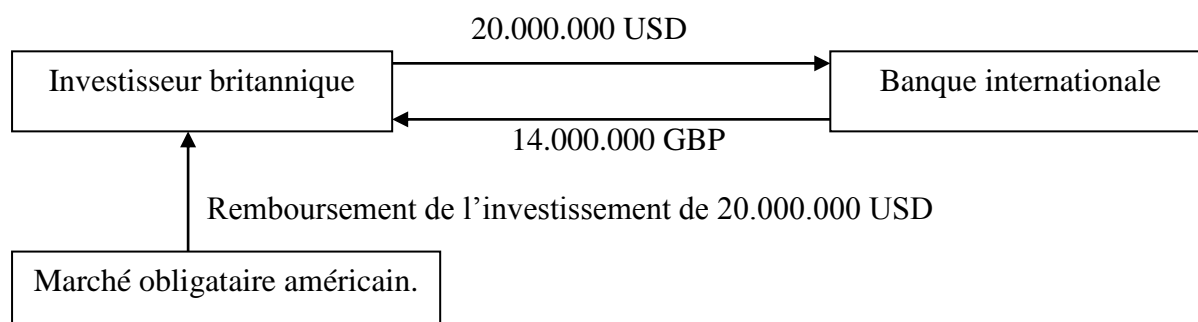 20.000.000 USD
Investisseur britannique
Banque internationale
14.000.000 GBP
Remboursement de l’investissement de 20.000.000 USD
Marché obligataire américain.